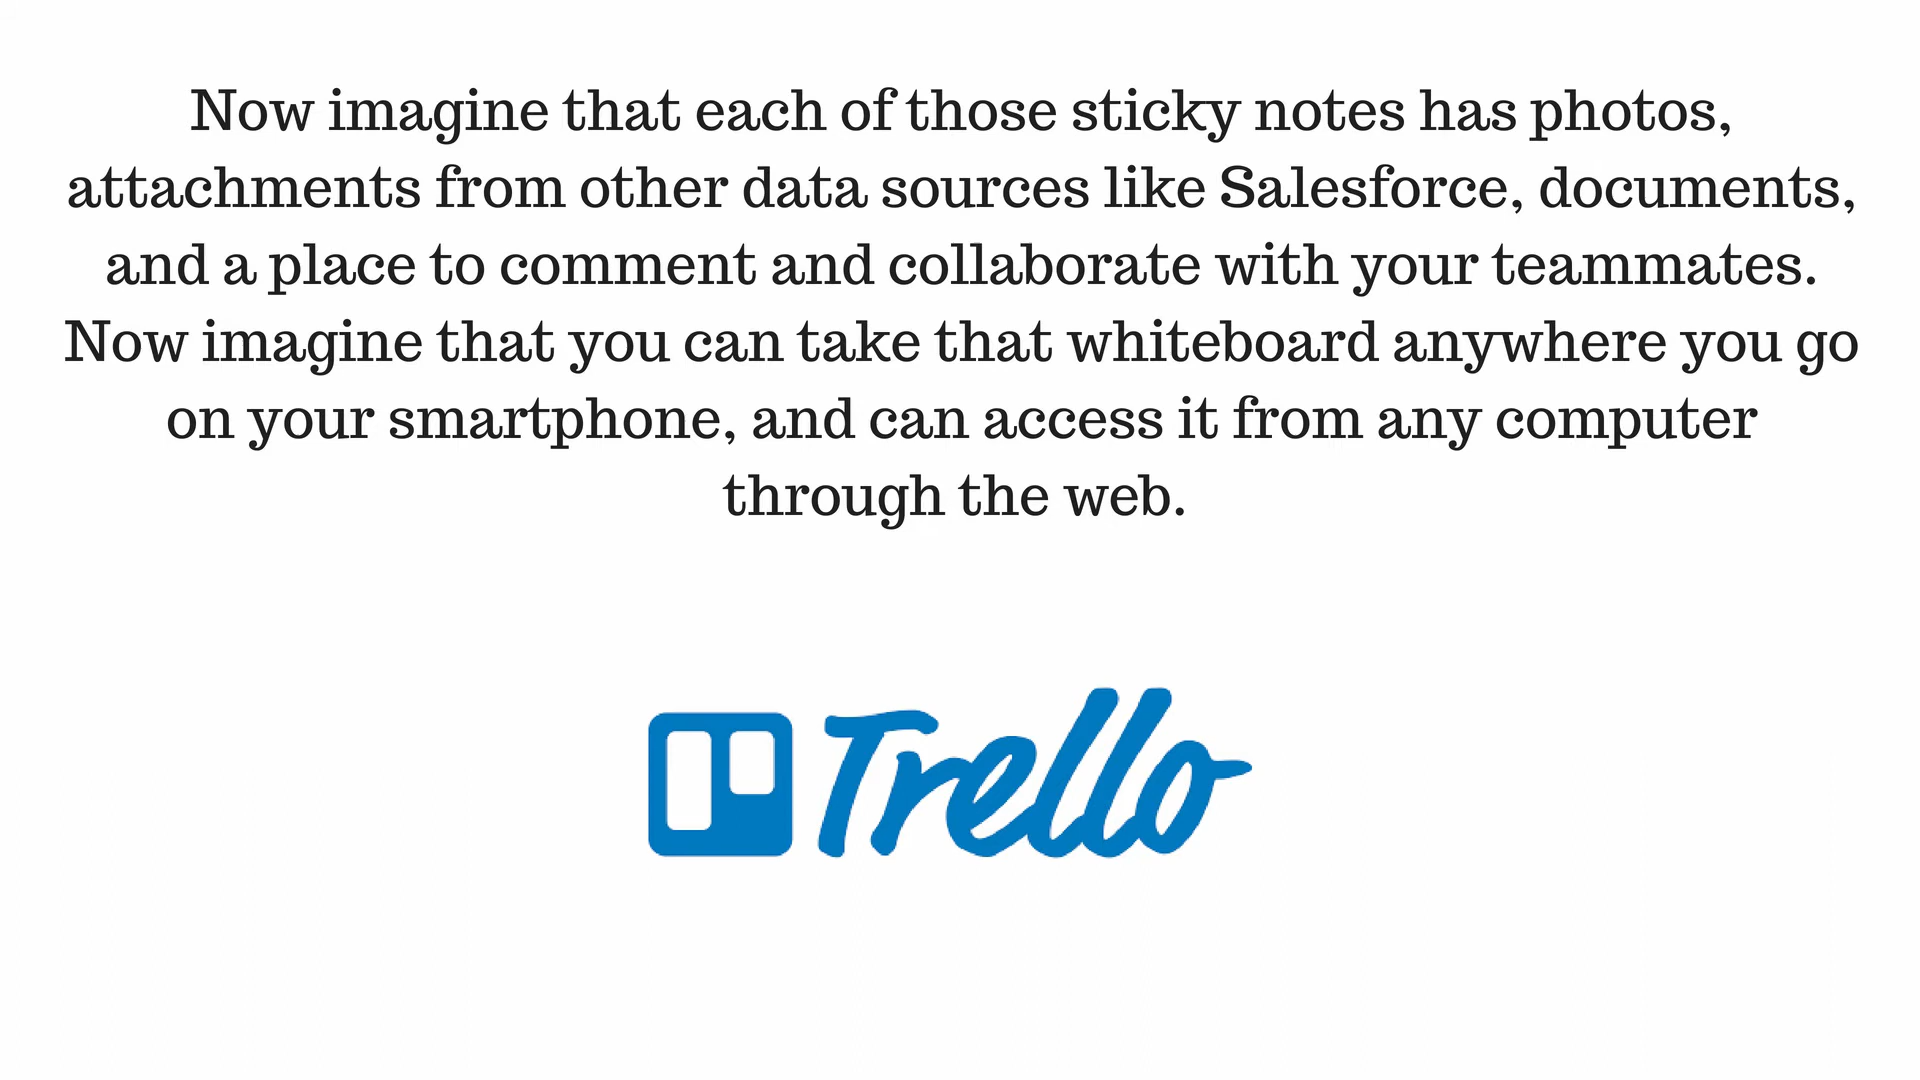 Now imagine that each of those sticky notes has photos,
attachments from other data sources like Salesforce, documents,
and a place to comment and collaborate with your teammates.
Now imagine that you can take that whiteboard anywhere you go
on your smartphone, and can access it from any computer
through the web.
Trello